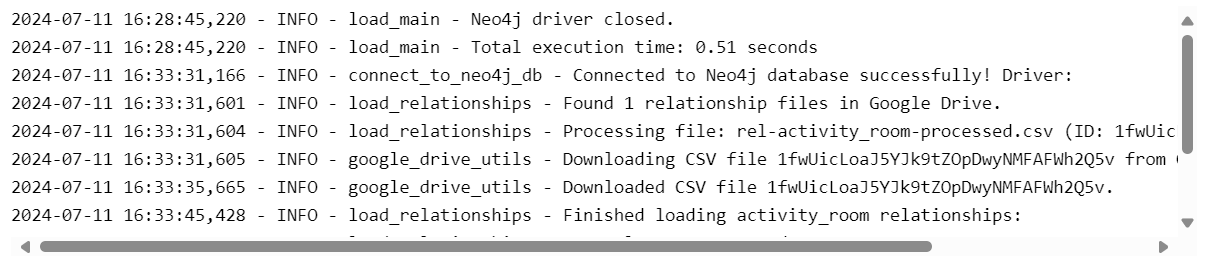 2024-07-11 16:28:45,220 - INFO - load_main - Neo4j driver closed.
2024-07-11 16:28:45,220 - INFO - load_main - Total execution time: 0.51 seconds
2024-07-11 16:33:31,166 - INFO - connect_to_neo4j_db - Connected to Neo4j database successfully! Driver:
2024-07-11 16:33:31,601 - INFO - load_relationships - Found 1 relationship files in Google Drive.
2024-07-11 16:33:31,604 - INFO - load_relationships - Processing file: rel-activity_room-processed.csv (ID: 1fwUic
2024-07-11 16:33:31,605 - INFO - google_drive_utils - Downloading CSV file 1fwUicLoaJ5YJk9tZOpDwyNMFAFWh2Q5v from
2024-07-11 16:33:35,665 - INFO - google_drive_utils - Downloaded CSV file 1fwUicLoaJ5YJk9tZOpDwyNMFAFWh2Q5v.
2024-07-11 16:33:45,428 - INFO - load_relationships - Finished loading activity_room relationships: